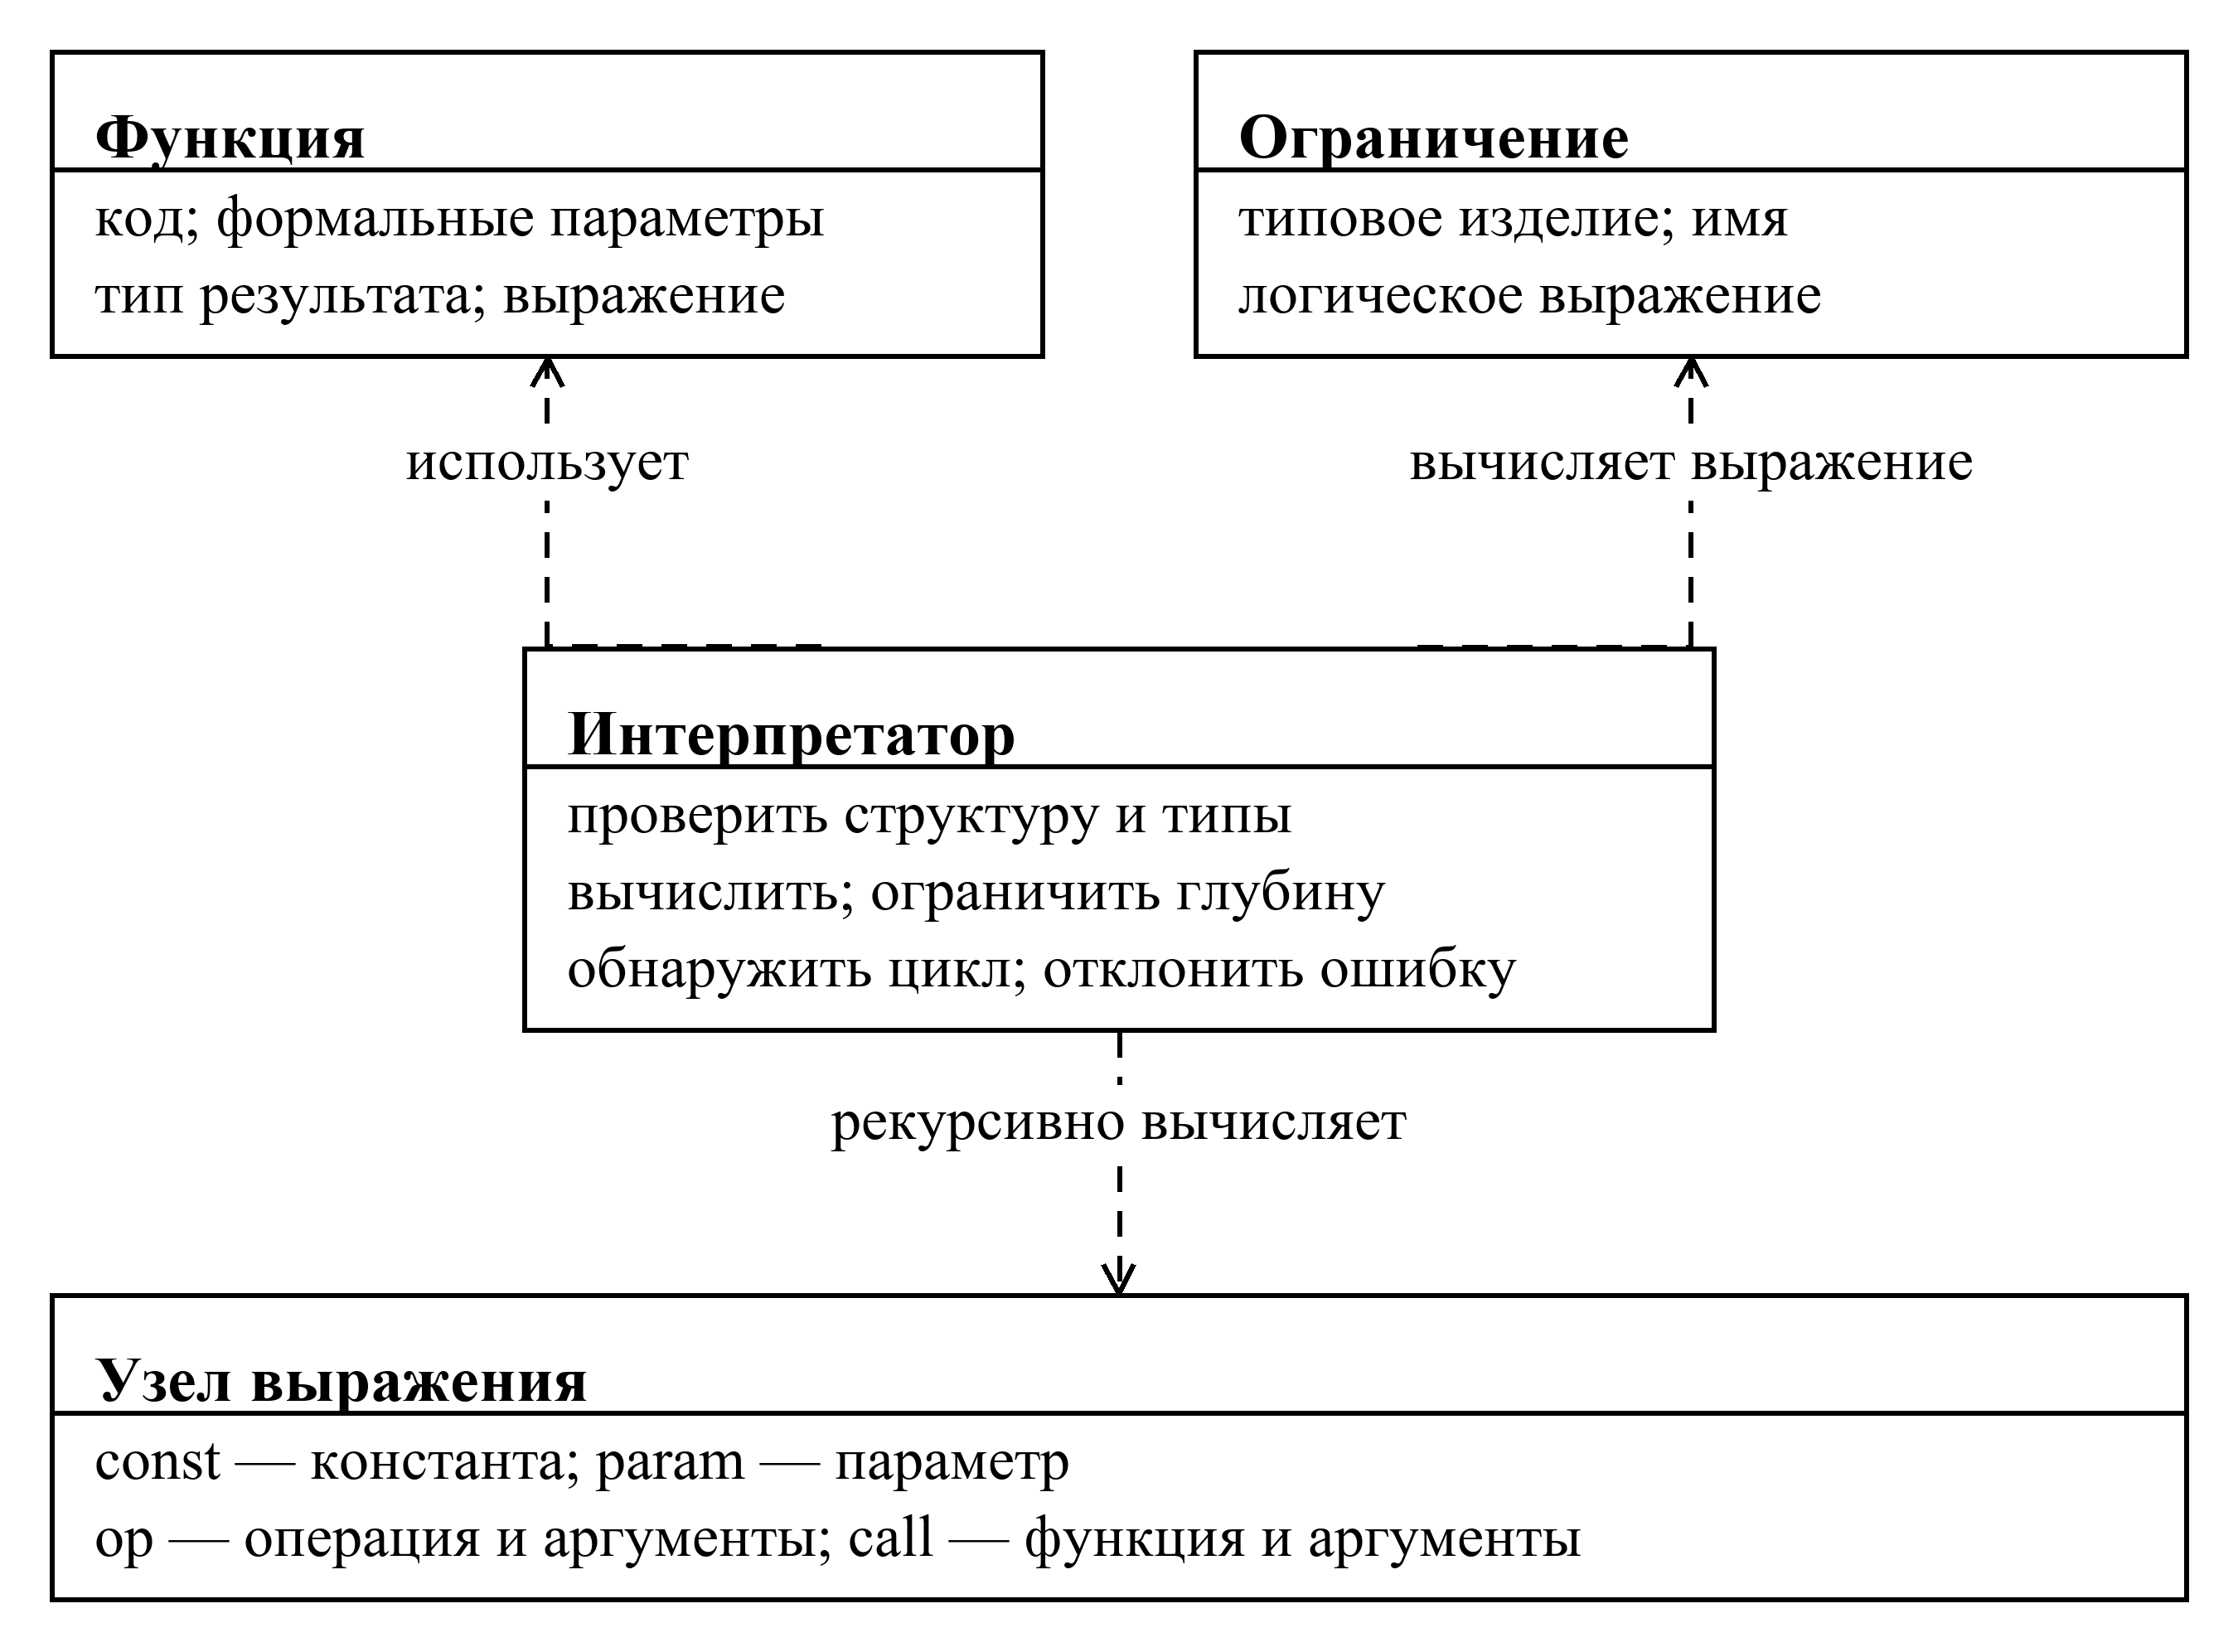 Функция
код; формальные параметры
тип результата; выражение
Ограничение
типовое изделие; имя
логическое выражение
использует
вычисляет выражение
Интерпретатор
проверить структуру и типы
вычислить; ограничить глубину
обнаружить цикл; отклонить ошибку
рекурсивно вычисляет
Узел выражения
const — константа; param — параметр
op — операция и аргументы; call — функция и аргументы